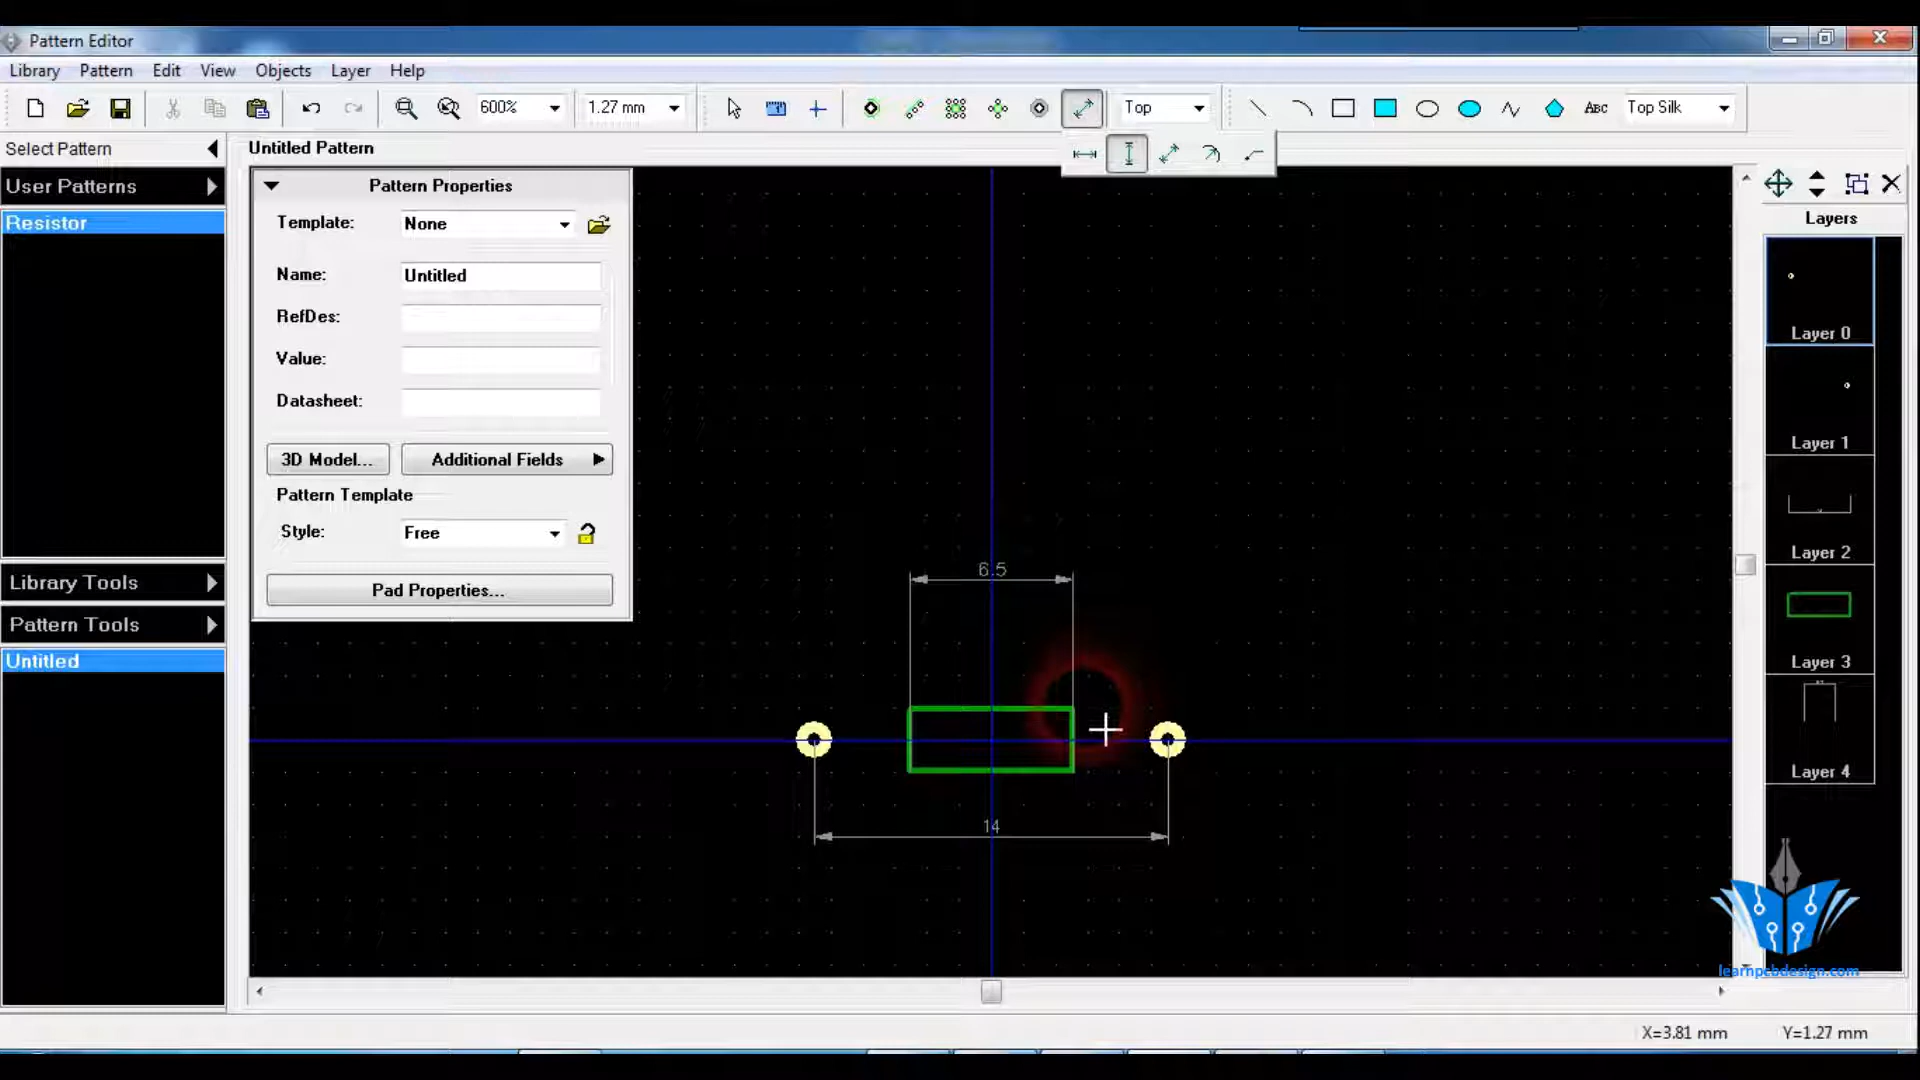 Pattern Editor
Library Pattern Edit View Objects Layer Help
600% 1.27 mm Top ABC Top Silk
Select Pattern
Untitled Pattern
User Patterns
Resistor
Library Tools
Pattern Tools
Untitled
Pattern Properties
Template: None
Name: Untitled
RefDes:
Value:
Datasheet:
3D Model... Additional Fields
Pattern Template
Style: Free
Pad Properties...
6.5
14
Layers
Layer 0
Layer 1
Layer 2
Layer 3
Layer 4
learnpcbdesign.com
X=3.81 mm Y=1.27 mm